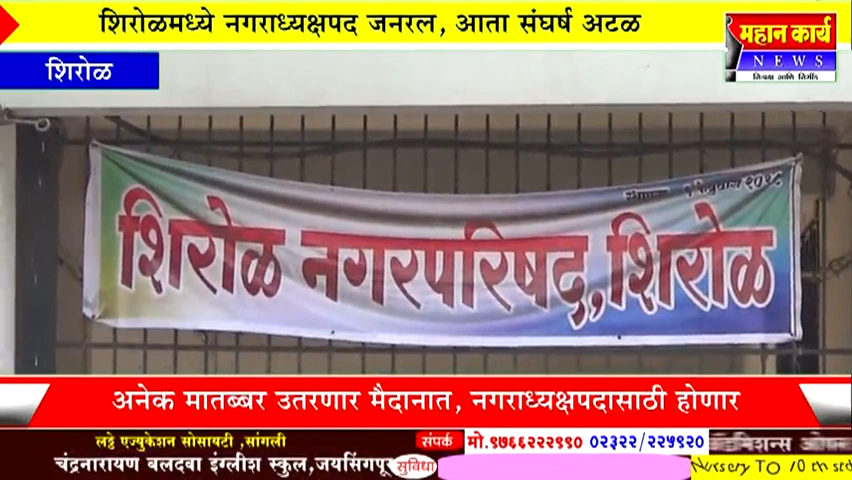 शिरोळमध्ये नगराध्यक्षपद जनरल, आता संघर्ष अटळ
महान कार्य
NEWS
शिरोळ
२०१८
शिरोळ नगरपरिषद,शिरोळ
अनेक मातब्बर उतरणार मैदानात, नगराध्यक्षपदासाठी होणार
लठ्ठे एज्युकेशन सोसायटी ,सांगली
संपर्क मो.९७६६२२२९९० ०२३२२/२२५९२०
चंद्रनारायण बलदवा इंग्लीश स्कुल,जयसिंगपूर
सुविधा
Nursery TO 10 th std